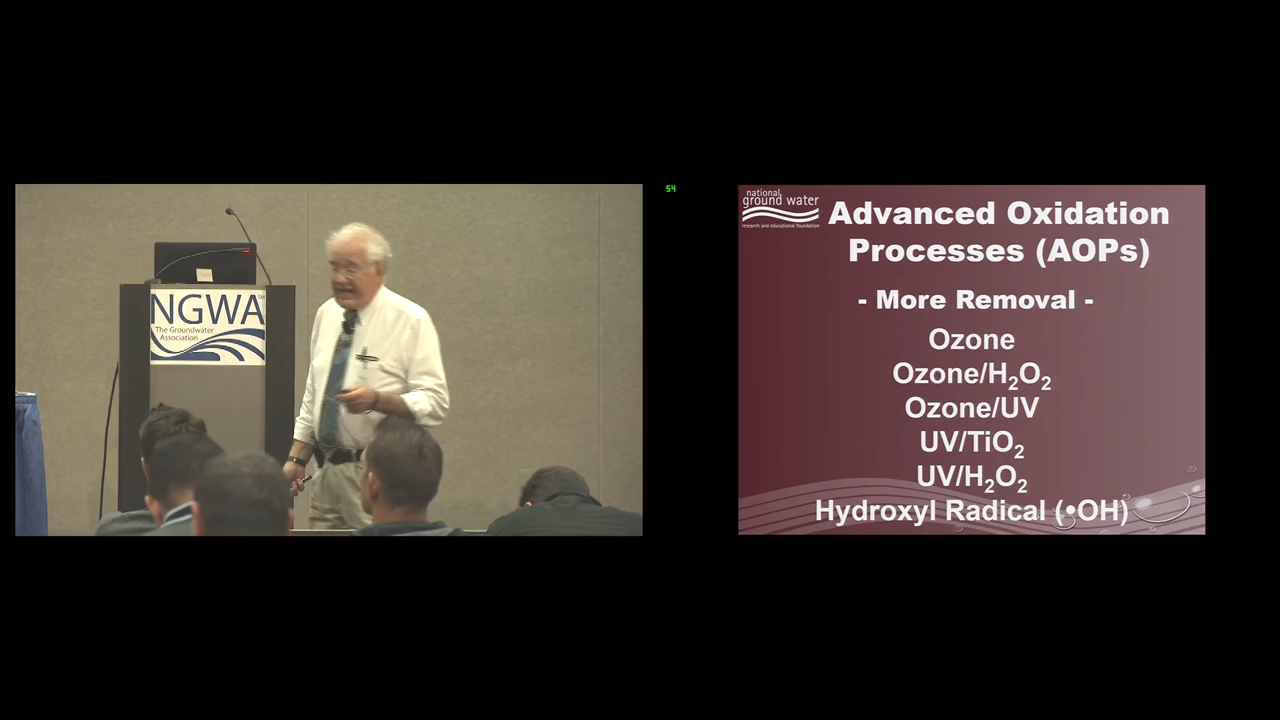 NGWA
The Groundwater
Association
54
national
ground water
research and educational foundation
Advanced Oxidation
Processes (AOPs)
- More Removal -
Ozone
Ozone/H₂O₂
Ozone/UV
UV/TiO₂
UV/H₂O₂
Hydroxyl Radical (•OH)